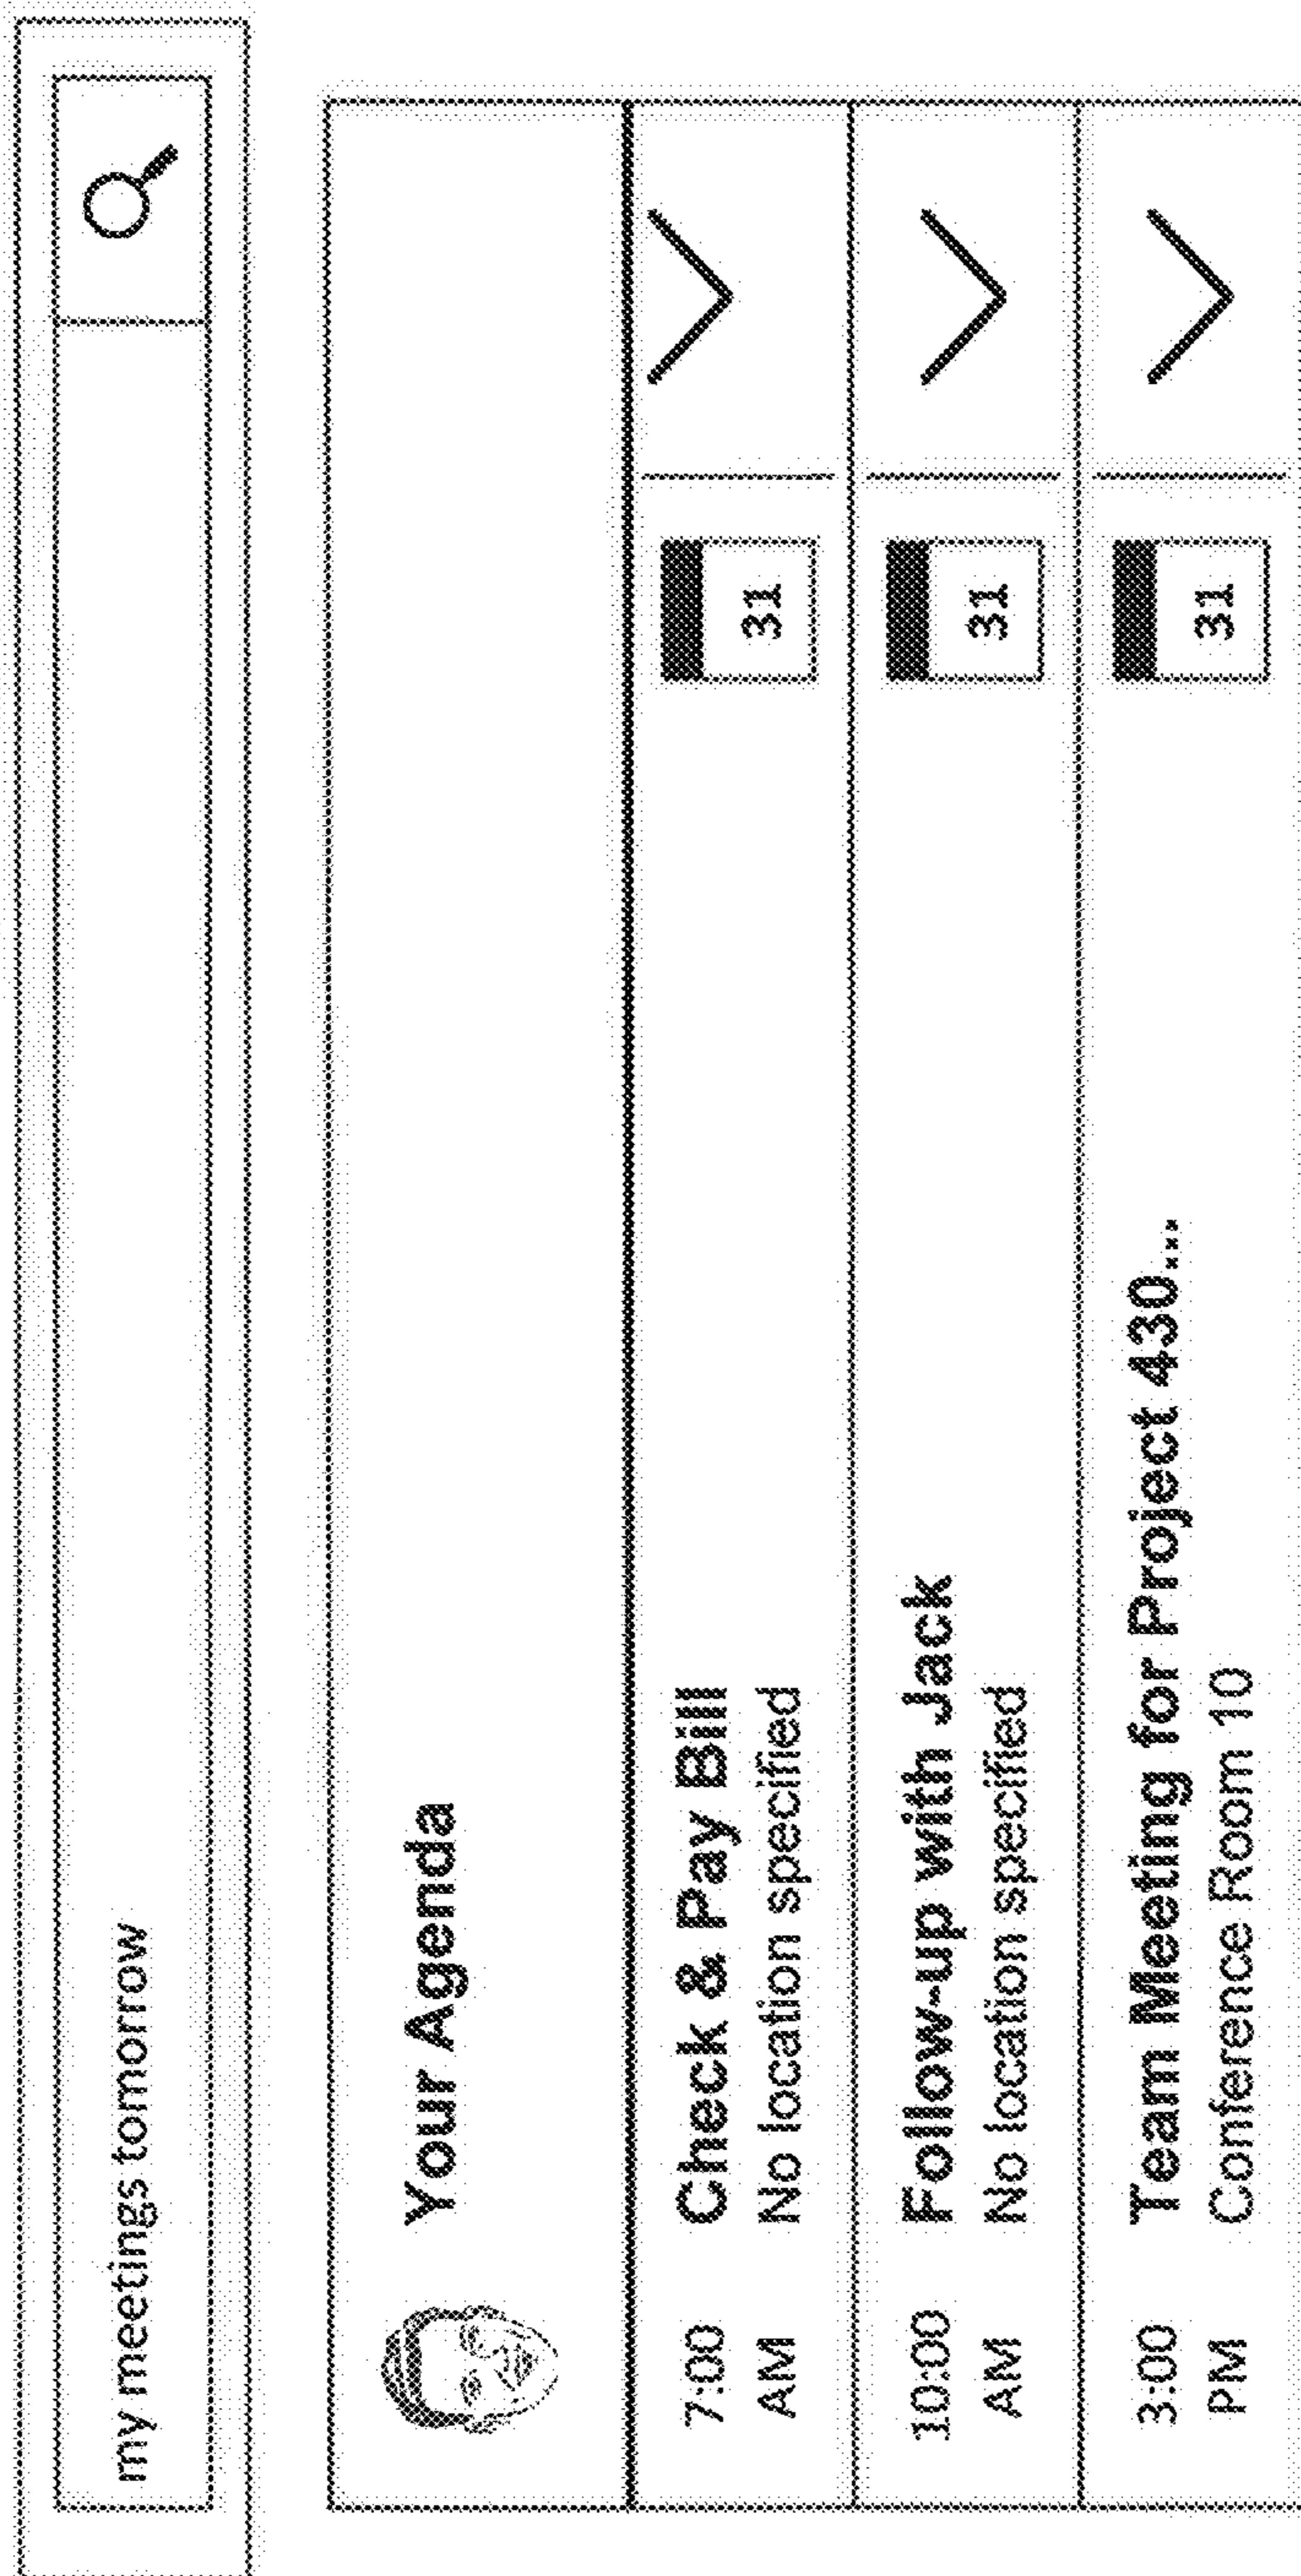 my meetings tomorrow
Your Agenda
7:00 AM
Check & Pay Bill
No location specified
31
10:00 AM
Follow-up with Jack
No location specified
31
3:00 PM
Team Meeting for Project 430...
Conference Room 10
31